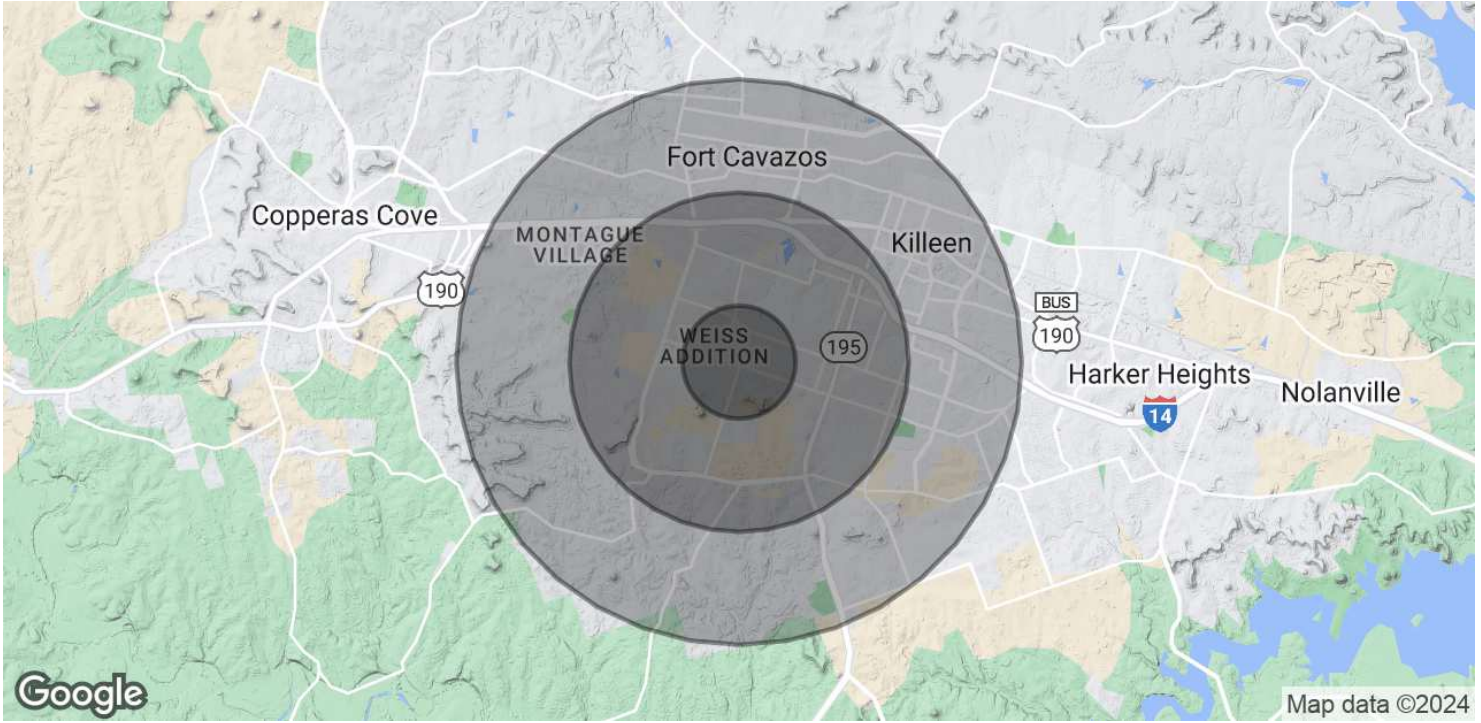 Fort Cavazos
Copperas Cove
MONTAGUE
VILLAGE
Killeen
190
BUS
190
WEISS
ADDITION
195
Harker Heights
Nolanville
14
Google
Map data ©2024